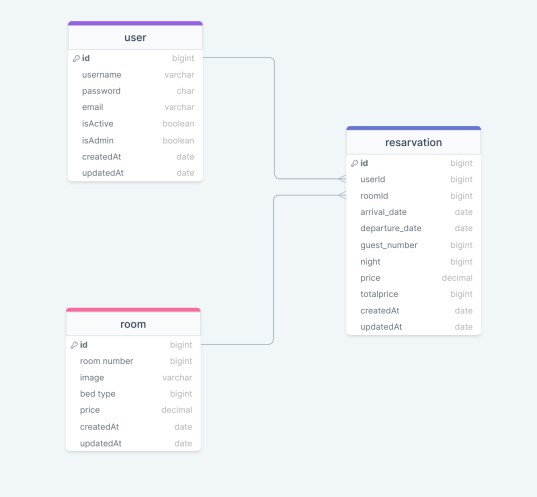 user
id bigint
username varchar
password char
email varchar
isActive boolean
isAdmin boolean
createdAt date
updatedAt date
resarvation
id bigint
userId bigint
roomId bigint
arrival_date date
departure_date date
guest_number bigint
night bigint
price decimal
totalprice bigint
createdAt date
updatedAt date
room
id bigint
room number bigint
image varchar
bed type bigint
price decimal
createdAt date
updatedAt date